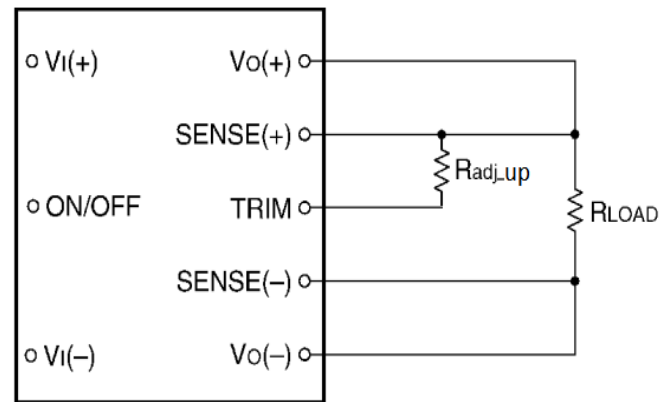 VI(+) VO(+)
SENSE(+)
Radj_up
ON/OFF TRIM RLOAD
SENSE(–)
VI(–) VO(–)